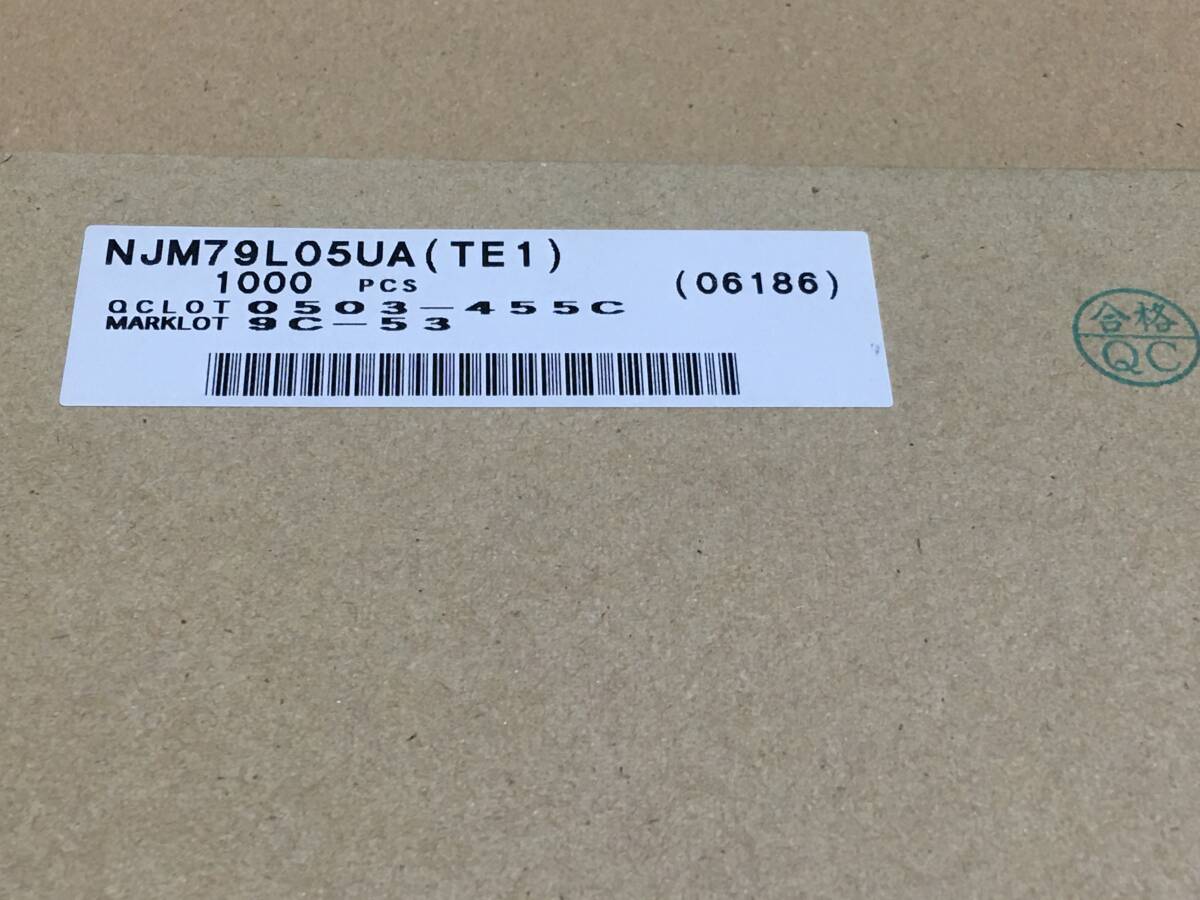 NJM79L05UA(TE1)
1000 PCS (06186)
QCLOT 0503-455C
MARKLOT 9C-53
合格
QC